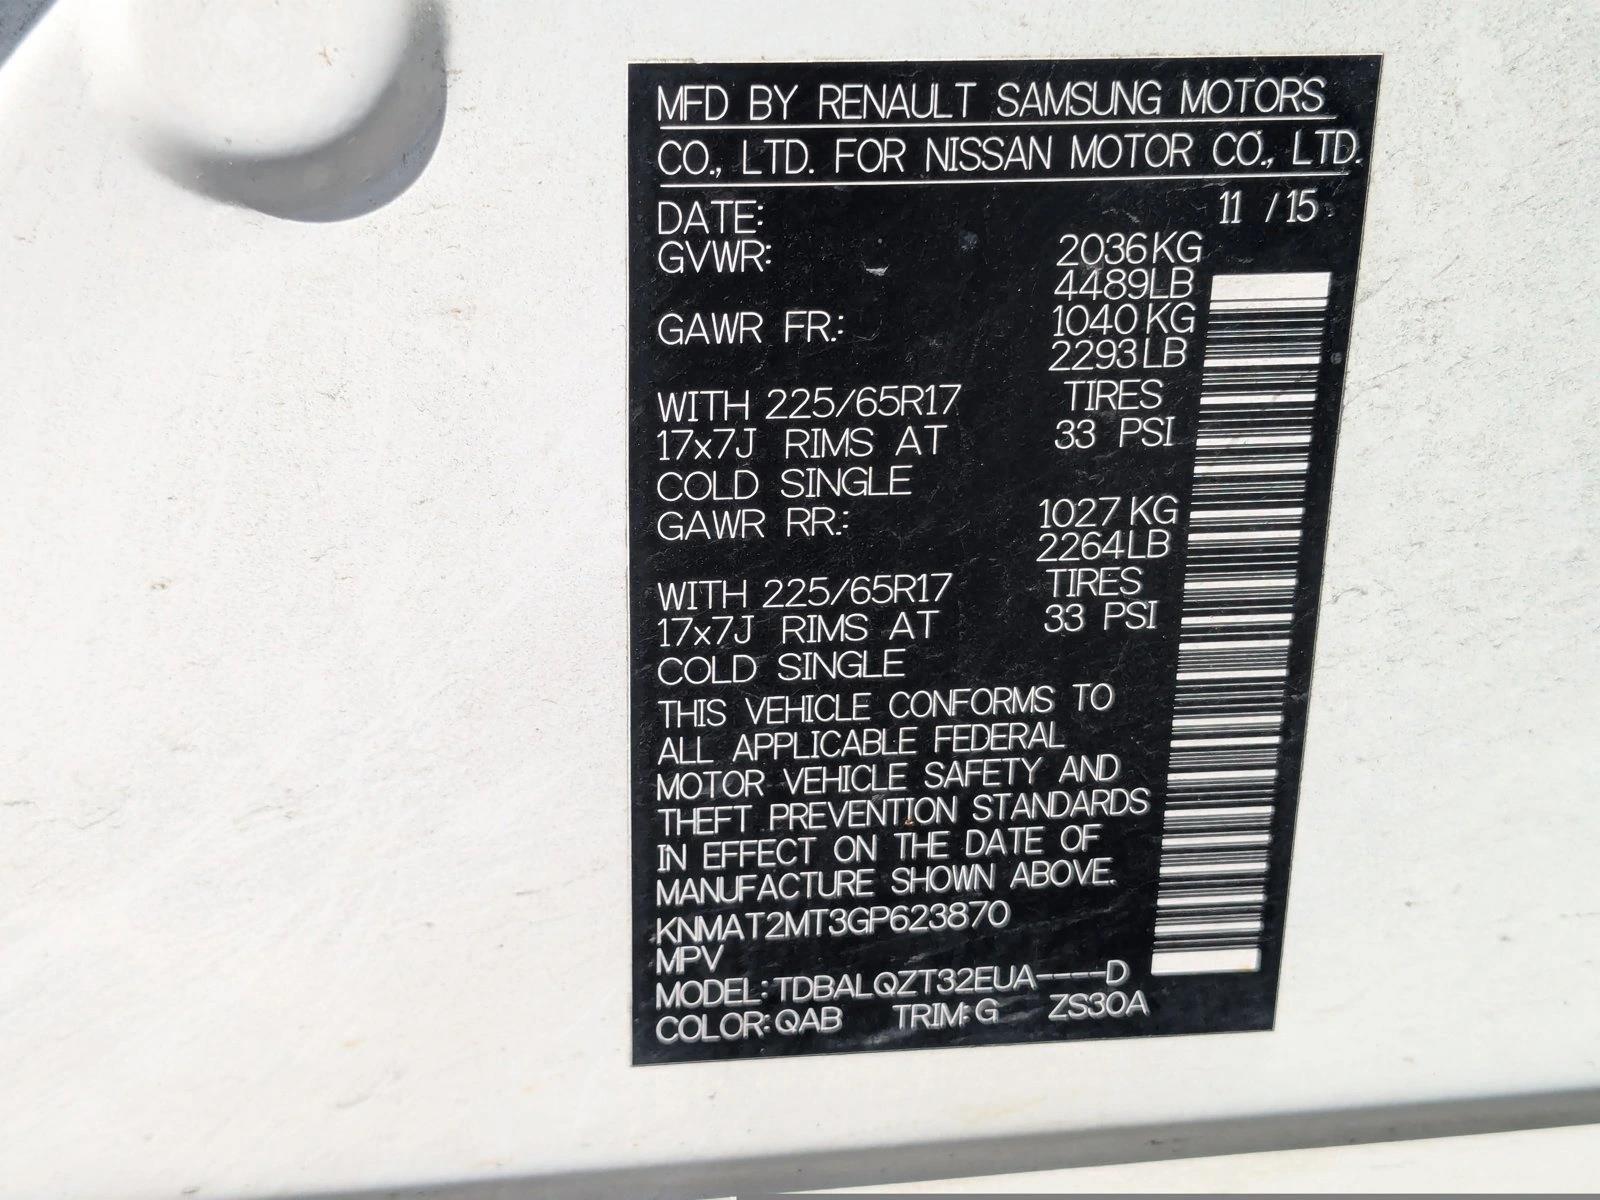 MFD BY RENAULT SAMSUNG MOTORS
CO., LTD. FOR NISSAN MOTOR CO., LTD.
DATE: 11 / 15
GVWR: 2036 KG
4489 LB
GAWR FR.: 1040 KG
2293 LB
WITH 225/65R17 TIRES
17x7J RIMS AT 33 PSI
COLD SINGLE
GAWR RR.: 1027 KG
2264 LB
WITH 225/65R17 TIRES
17x7J RIMS AT 33 PSI
COLD SINGLE
THIS VEHICLE CONFORMS TO
ALL APPLICABLE FEDERAL
MOTOR VEHICLE SAFETY AND
THEFT PREVENTION STANDARDS
IN EFFECT ON THE DATE OF
MANUFACTURE SHOWN ABOVE.
KNMAT2MT3GP623870
MPV
MODEL: TDBALQZT32EUA----D
COLOR: QAB TRIM: G ZS30A